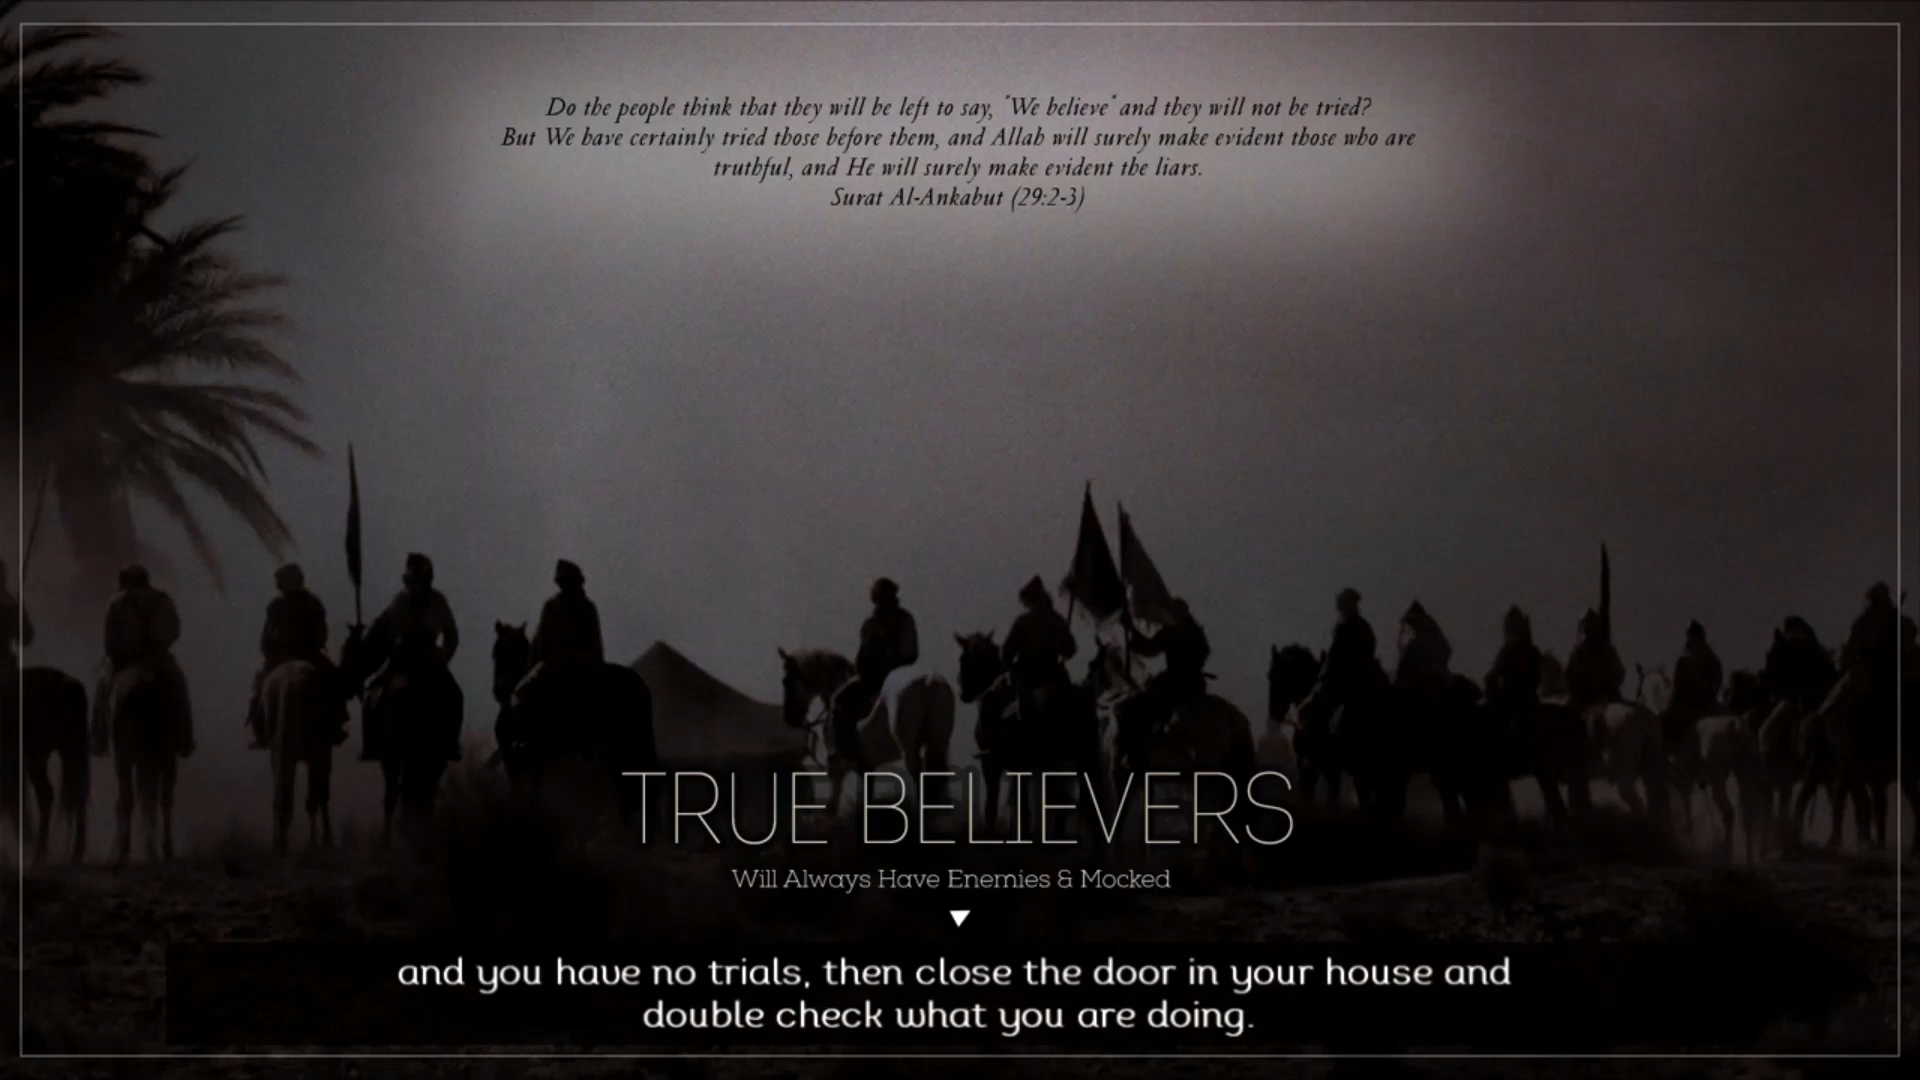 Do the people think that they will be left to say, "We believe" and they will not be tried?
But We have certainly tried those before them, and Allah will surely make evident those who are
truthful, and He will surely make evident the liars.
Surat Al-Ankabut (29:2-3)
TRUE BELIEVERS
Will Always Have Enemies & Mocked
and you have no trials, then close the door in your house and
double check what you are doing.